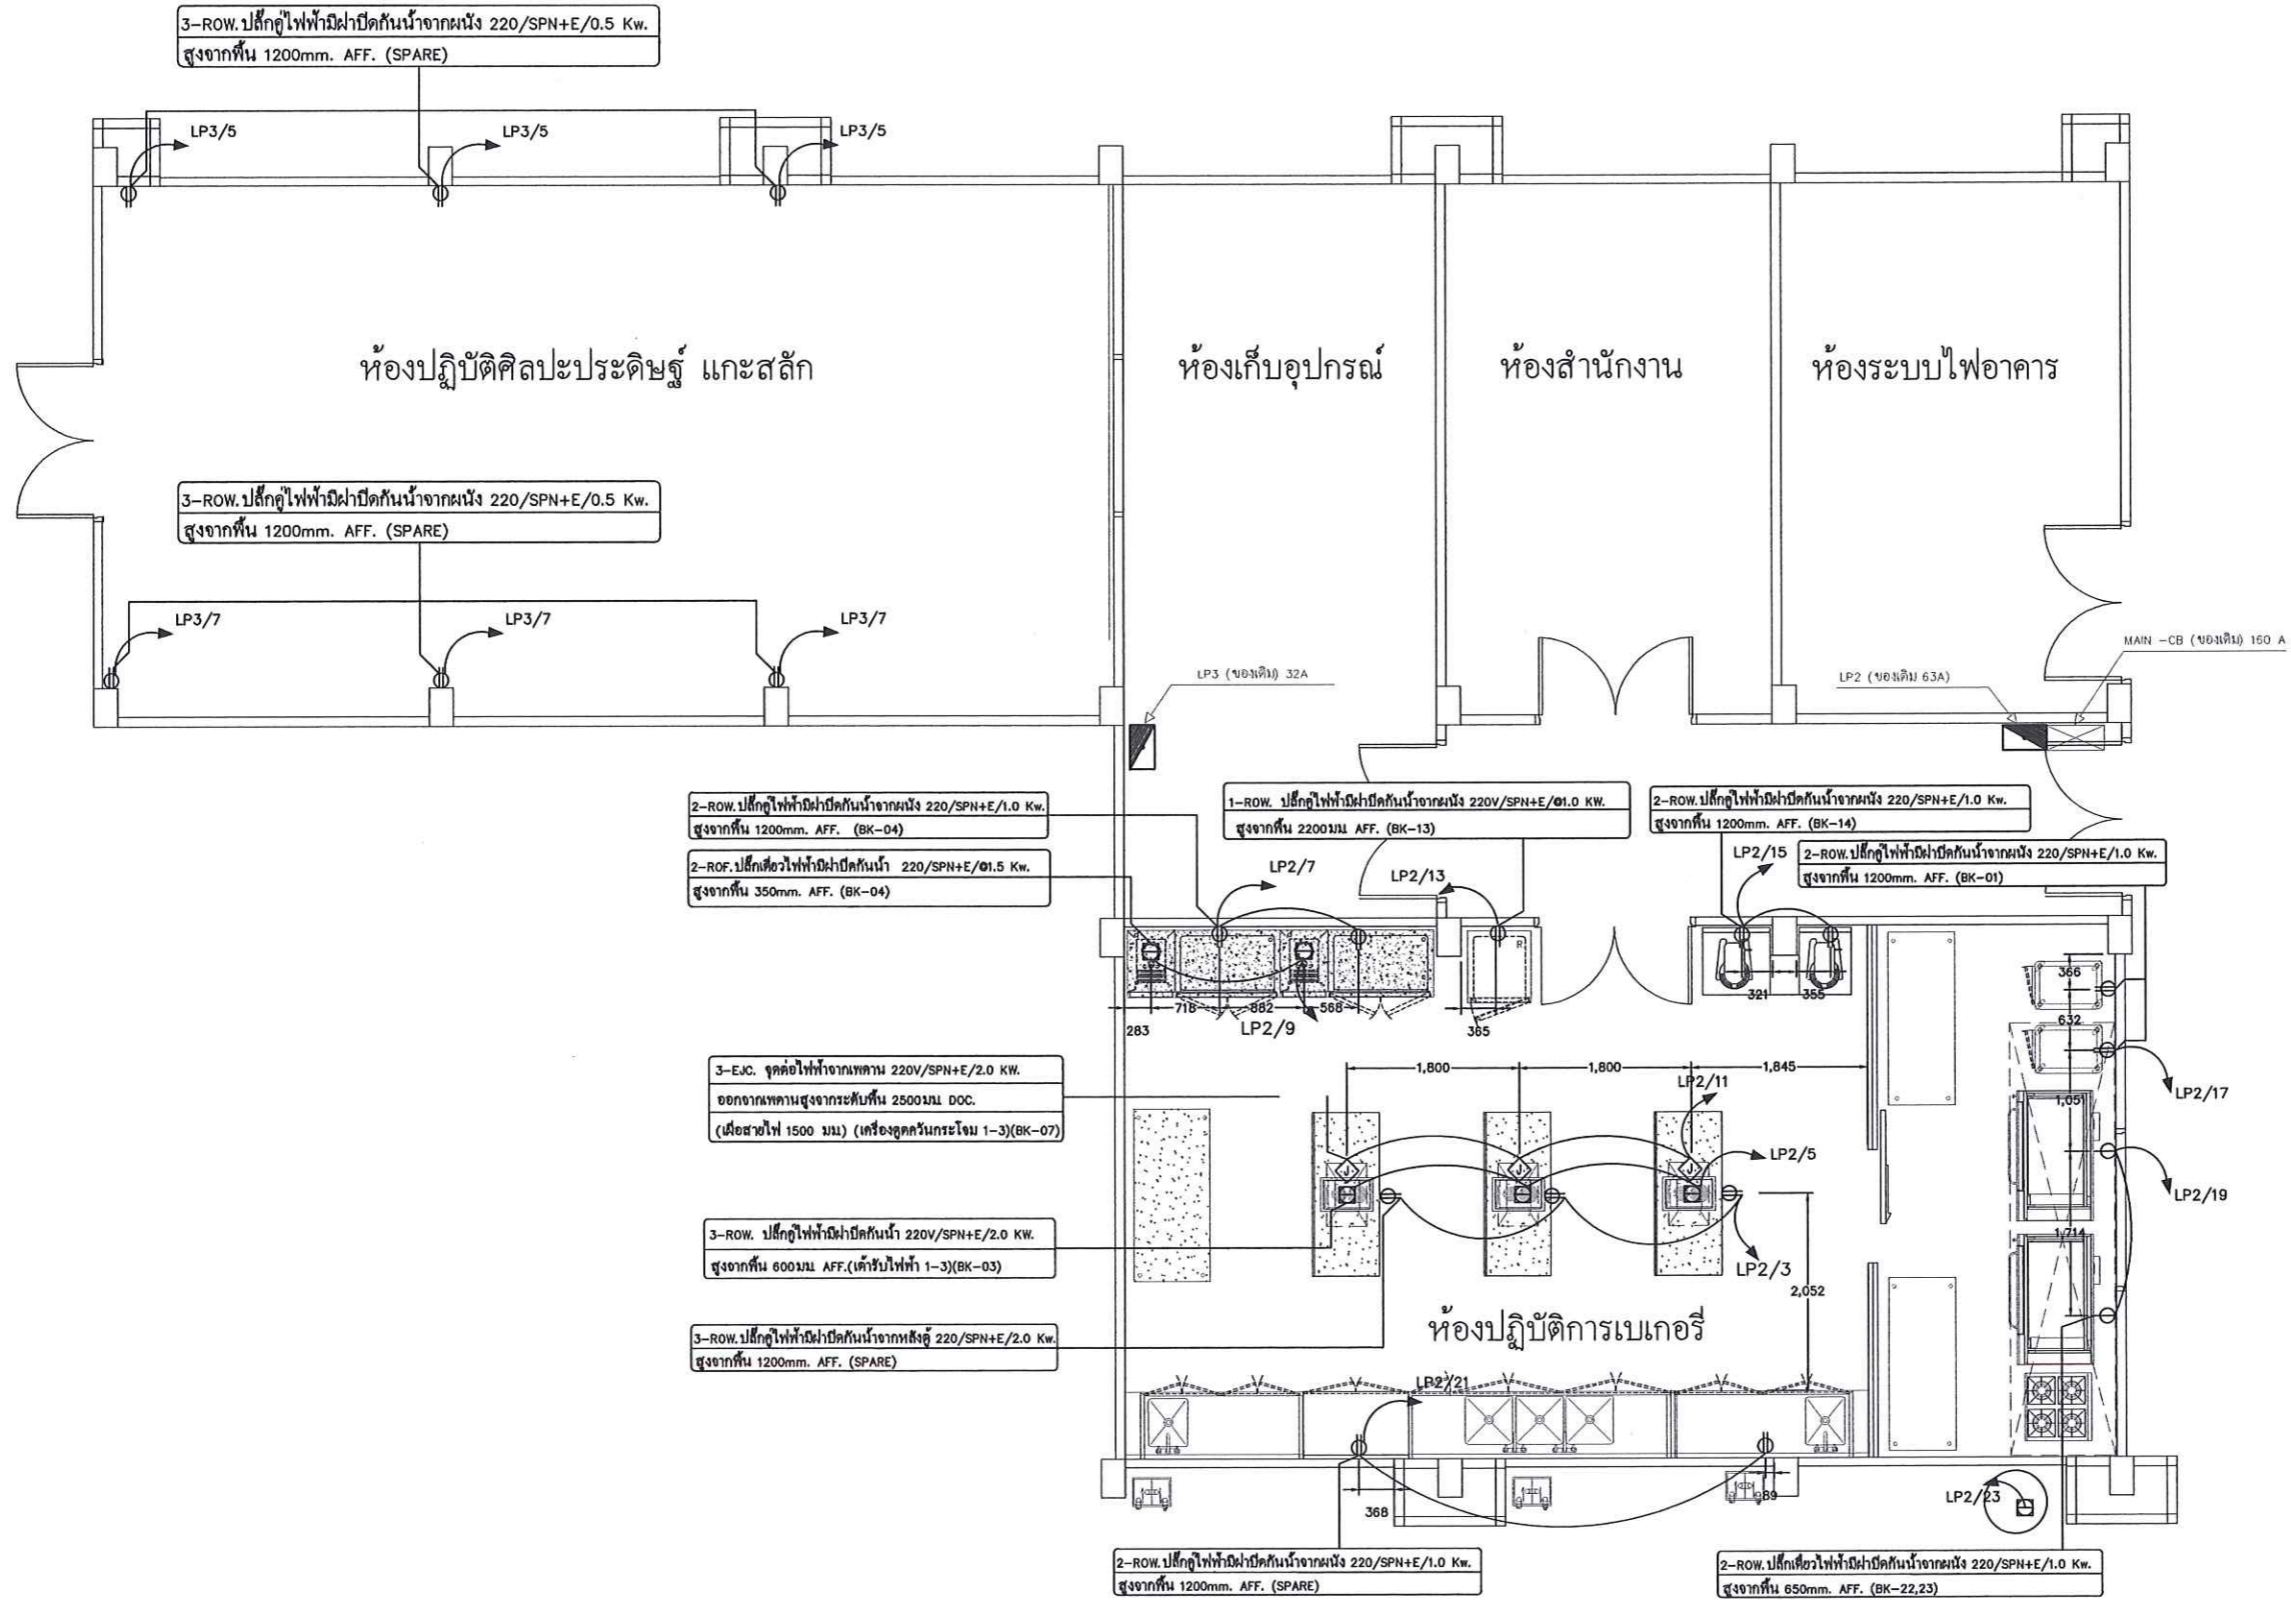 3-ROW.ปลั๊กคู่ไฟฟ้ามีฝาปิดกันน้ำจากผนัง 220/SPN+E/0.5 Kw.
สูงจากพื้น 1200mm. AFF. (SPARE)
LP3/5
LP3/5
LP3/5
ห้องปฏิบัติศิลปะประดิษฐ์ แกะสลัก
ห้องเก็บอุปกรณ์
ห้องสำนักงาน
ห้องระบบไฟอาคาร
3-ROW.ปลั๊กคู่ไฟฟ้ามีฝาปิดกันน้ำจากผนัง 220/SPN+E/0.5 Kw.
สูงจากพื้น 1200mm. AFF. (SPARE)
LP3/7
LP3/7
LP3/7
MAIN -CB (ของเดิม) 160 A
LP3 (ของเดิม) 32A
LP2 (ของเดิม 63A)
2-ROW.ปลั๊กคู่ไฟฟ้ามีฝาปิดกันน้ำจากผนัง 220/SPN+E/1.0 Kw.
สูงจากพื้น 1200mm. AFF. (BK-04)
1-ROW. ปลั๊กคู่ไฟฟ้ามีฝาปิดกันน้ำจากผนัง 220V/SPN+E/@1.0 KW.
สูงจากพื้น 2200มม AFF. (BK-13)
2-ROW.ปลั๊กคู่ไฟฟ้ามีฝาปิดกันน้ำจากผนัง 220/SPN+E/1.0 Kw.
สูงจากพื้น 1200mm. AFF. (BK-14)
2-ROF.ปลั๊กเดี่ยวไฟฟ้ามีฝาปิดกันน้ำ 220/SPN+E/@1.5 Kw.
สูงจากพื้น 350mm. AFF. (BK-04)
LP2/7
LP2/13
LP2/15
2-ROW.ปลั๊กคู่ไฟฟ้ามีฝาปิดกันน้ำจากผนัง 220/SPN+E/1.0 Kw.
สูงจากพื้น 1200mm. AFF. (BK-01)
R
366
321
355
718
882
568
283
LP2/9
365
632
3-EJC. จุดต่อไฟฟ้าจากเพดาน 220V/SPN+E/2.0 KW.
ออกจากเพดานสูงจากระดับพื้น 2500มม DOC.
(เผื่อสายไฟ 1500 มม) (เครื่องดูดควันกระโจม 1-3)(BK-07)
1,800
1,800
1,845
LP2/11
LP2/17
1,051
LP2/5
J
J
J
LP2/19
3-ROW. ปลั๊กคู่ไฟฟ้ามีฝาปิดกันน้ำ 220V/SPN+E/2.0 KW.
สูงจากพื้น 600มม AFF.(เต้ารับไฟฟ้า 1-3)(BK-03)
1,714
LP2/3
2,052
3-ROW.ปลั๊กคู่ไฟฟ้ามีฝาปิดกันน้ำจากหลังตู้ 220/SPN+E/2.0 Kw.
สูงจากพื้น 1200mm. AFF. (SPARE)
ห้องปฏิบัติการเบเกอรี่
LP2/21
368
89
LP2/23
2-ROW.ปลั๊กคู่ไฟฟ้ามีฝาปิดกันน้ำจากผนัง 220/SPN+E/1.0 Kw.
สูงจากพื้น 1200mm. AFF. (SPARE)
2-ROW.ปลั๊กเดี่ยวไฟฟ้ามีฝาปิดกันน้ำจากผนัง 220/SPN+E/1.0 Kw.
สูงจากพื้น 650mm. AFF. (BK-22,23)